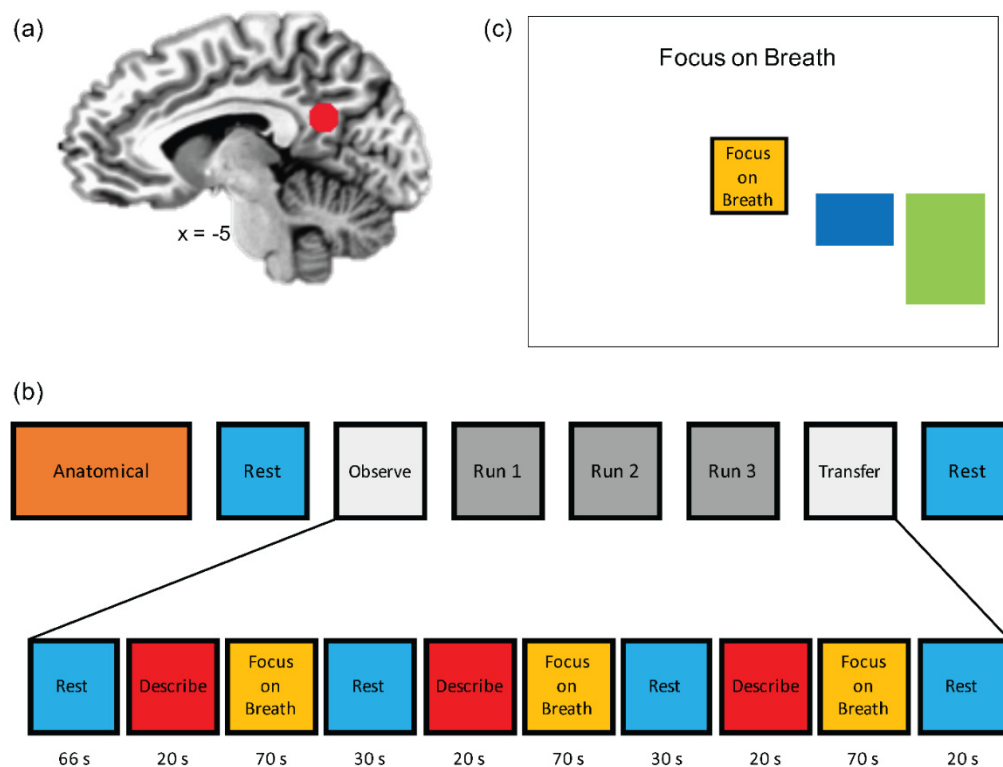 (a)
x = -5
(c)
Focus on Breath
Focus
on
Breath
(b)
Anatomical
Rest
Observe
Run 1
Run 2
Run 3
Transfer
Rest
Rest
Describe
Focus
on
Breath
Rest
Describe
Focus
on
Breath
Rest
Describe
Focus
on
Breath
Rest
66 s
20 s
70 s
30 s
20 s
70 s
30 s
20 s
70 s
20 s